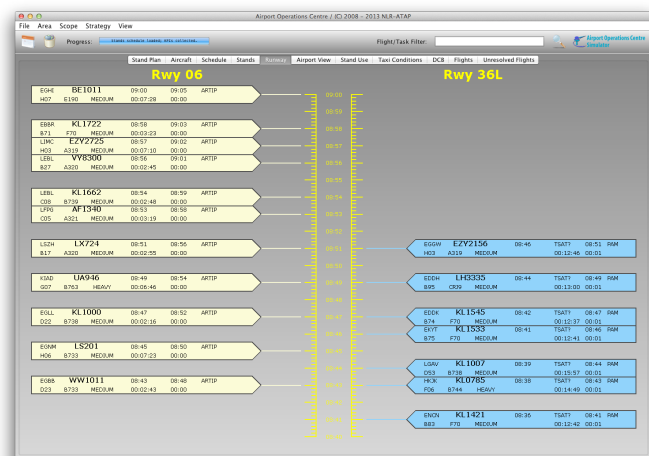 Airport Operations Centre / (C) 2008 - 2013 NLR-ATAP
File Area Scope Strategy View
Progress: Flight/Task Filter: Airport Operations Centre
Simulator
Stand Plan Aircraft Schedule Stands Runway Airport View Stand Use Taxi Conditions DCB Flights Unresolved Flights
Rwy 06 Rwy 36L
EGHI BE1011 09:00 09:05 ARTIP
H07 E190 MEDIUM 00:07:28 00:00
09:00
08:59
EBBR KL1722 08:58 09:03 ARTIP
B71 F70 MEDIUM 00:03:23 00:00
08:58
LIMC EZY2725 08:57 09:02 ARTIP
H03 A319 MEDIUM 00:07:10 00:00
08:57
LEBL VY8300 08:56 09:01 ARTIP
B27 A320 MEDIUM 00:02:45 00:00
08:56
08:55
LEBL KL1662 08:54 08:59 ARTIP
C08 B739 MEDIUM 00:02:48 00:00
08:54
LFPG AF1340 08:53 08:58 ARTIP
C05 A321 MEDIUM 00:03:19 00:00
08:53
08:52
LSZH LX724 08:51 08:56 ARTIP
B17 A320 MEDIUM 00:02:55 00:00
08:51
EGGW EZY2156 08:46 TSAT? 08:51 PAM
H03 A319 MEDIUM 00:12:46 00:01
08:50
KIAD UA946 08:49 08:54 ARTIP
G07 B763 HEAVY 00:06:46 00:00
08:49
EDDH LH3335 08:44 TSAT? 08:49 PAM
B95 CRJ9 MEDIUM 00:13:00 00:01
08:48
EGLL KL1000 08:47 08:52 ARTIP
D22 B738 MEDIUM 00:02:16 00:00
08:47
EDDK KL1545 08:42 TSAT? 08:47 PAM
B74 F70 MEDIUM 00:12:37 00:01
08:46
EKYT KL1533 08:41 TSAT? 08:46 PAM
B75 F70 MEDIUM 00:12:41 00:01
EGNM LS201 08:45 08:50 ARTIP
H06 B733 MEDIUM 00:07:23 00:00
08:45
08:44
LGAV KL1007 08:39 TSAT? 08:44 PAM
D53 B738 MEDIUM 00:15:57 00:01
EGBB WW1011 08:43 08:48 ARTIP
D23 B733 MEDIUM 00:02:43 00:00
08:43
HKJK KL0785 08:38 TSAT? 08:43 PAM
F06 B744 HEAVY 00:14:49 00:01
08:42
08:41
ENCN KL1421 08:36 TSAT? 08:41 PAM
B83 F70 MEDIUM 00:12:42 00:01